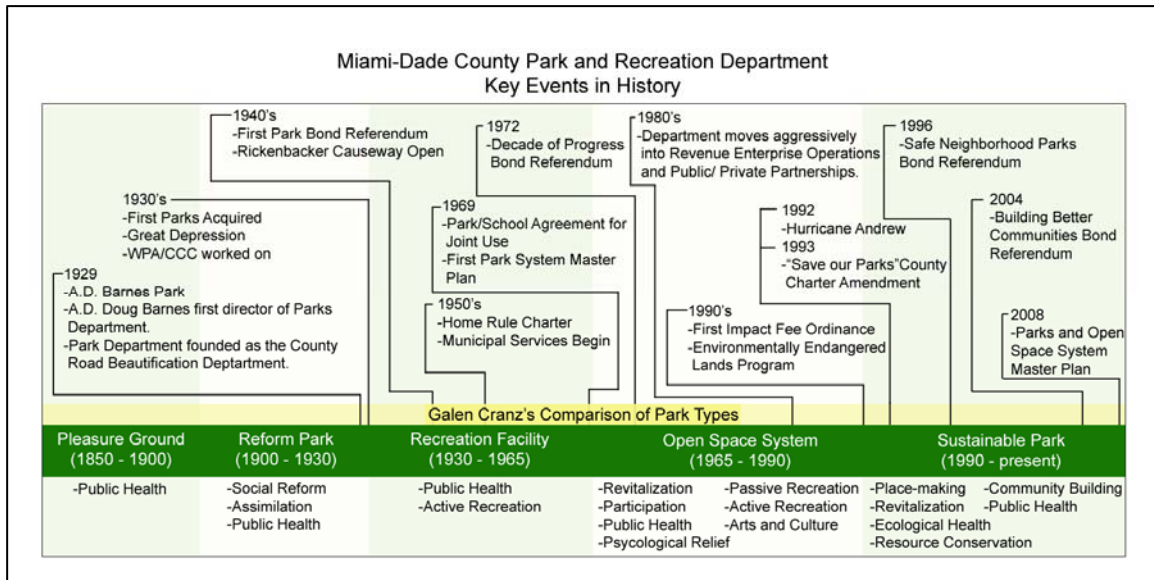 Miami-Dade County Park and Recreation Department
Key Events in History
1940's
-First Park Bond Referendum
-Rickenbacker Causeway Open
1972
-Decade of Progress
Bond Referendum
1980's
-Department moves aggressively
into Revenue Enterprise Operations
and Public/ Private Partnerships.
1996
-Safe Neighborhood Parks
Bond Referendum
1930's
-First Parks Acquired
-Great Depression
-WPA/CCC worked on
1969
-Park/School Agreement for
Joint Use
-First Park System Master
Plan
1992
-Hurricane Andrew
1993
-"Save our Parks"County
Charter Amendment
2004
-Building Better
Communities Bond
Referendum
1929
-A.D. Barnes Park
-A.D. Doug Barnes first director of Parks
Department.
-Park Department founded as the County
Road Beautification Deptartment.
1950's
-Home Rule Charter
-Municipal Services Begin
1990's
-First Impact Fee Ordinance
-Environmentally Endangered
Lands Program
2008
-Parks and Open
Space System
Master Plan
Galen Cranz's Comparison of Park Types
Pleasure Ground
(1850 - 1900)
Reform Park
(1900 - 1930)
Recreation Facility
(1930 - 1965)
Open Space System
(1965 - 1990)
Sustainable Park
(1990 - present)
-Public Health
-Social Reform
-Assimilation
-Public Health
-Public Health
-Active Recreation
-Revitalization
-Participation
-Public Health
-Psycological Relief
-Passive Recreation
-Active Recreation
-Arts and Culture
-Place-making
-Revitalization
-Ecological Health
-Resource Conservation
-Community Building
-Public Health